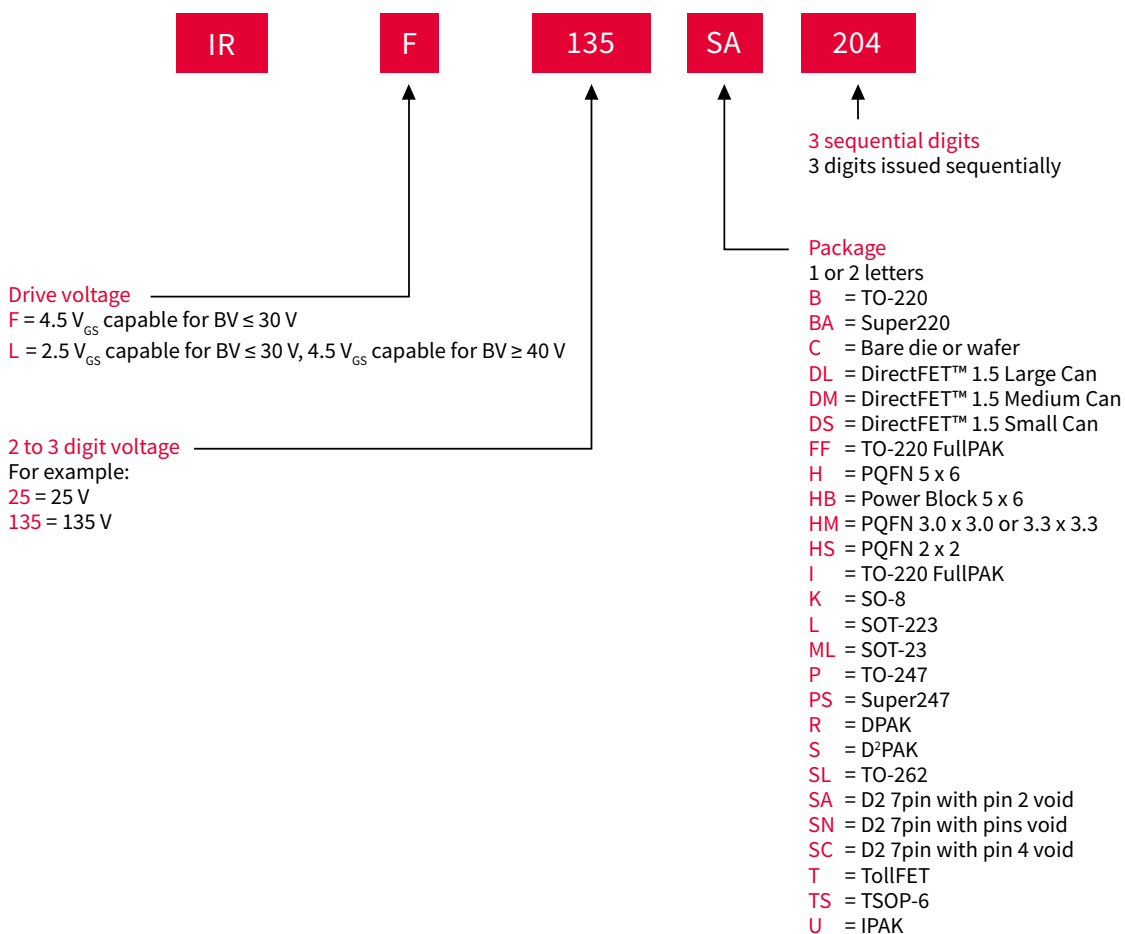 IR F 135 SA 204
3 sequential digits
3 digits issued sequentially
Drive voltage
F = 4.5 V_GS capable for BV ≤ 30 V
L = 2.5 V_GS capable for BV ≤ 30 V, 4.5 V_GS capable for BV ≥ 40 V
2 to 3 digit voltage
For example:
25 = 25 V
135 = 135 V
Package
1 or 2 letters
B = TO-220
BA = Super220
C = Bare die or wafer
DL = DirectFET™ 1.5 Large Can
DM = DirectFET™ 1.5 Medium Can
DS = DirectFET™ 1.5 Small Can
FF = TO-220 FullPAK
H = PQFN 5 x 6
HB = Power Block 5 x 6
HM = PQFN 3.0 x 3.0 or 3.3 x 3.3
HS = PQFN 2 x 2
I = TO-220 FullPAK
K = SO-8
L = SOT-223
ML = SOT-23
P = TO-247
PS = Super247
R = DPAK
S = D²PAK
SL = TO-262
SA = D2 7pin with pin 2 void
SN = D2 7pin with pins void
SC = D2 7pin with pin 4 void
T = TollFET
TS = TSOP-6
U = IPAK